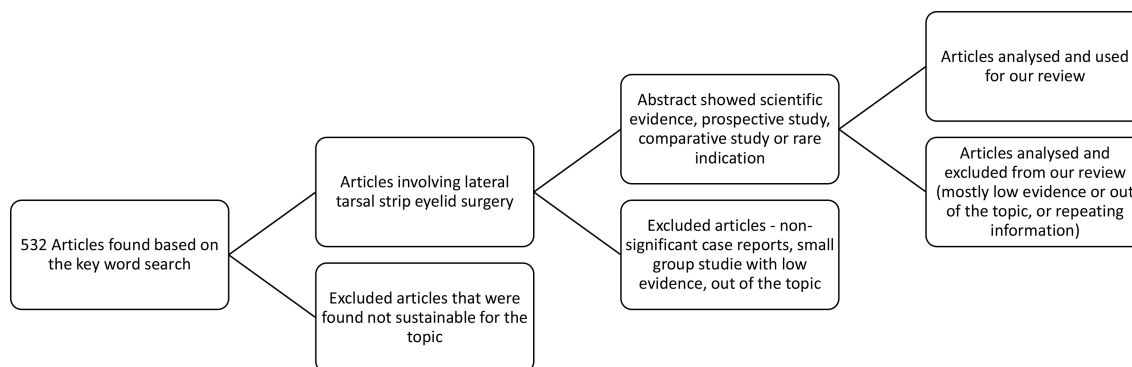 532 Articles found based on
the key word search
Articles involving lateral
tarsal strip eyelid surgery
Excluded articles that were
found not sustainable for the
topic
Abstract showed scientific
evidence, prospective study,
comparative study or rare
indication
Excluded articles - non-
significant case reports, small
group studie with low
evidence, out of the topic
Articles analysed and used
for our review
Articles analysed and
excluded from our review
(mostly low evidence or out
of the topic, or repeating
information)